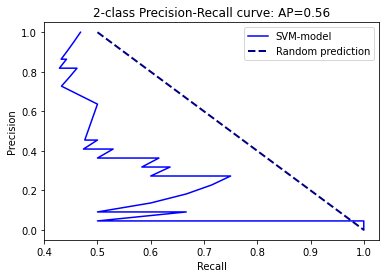 2-class Precision-Recall curve: AP=0.56
SVM-model
Random prediction
Precision
1.0
0.8
0.6
0.4
0.2
0.0
0.4 0.5 0.6 0.7 0.8 0.9 1.0
Recall